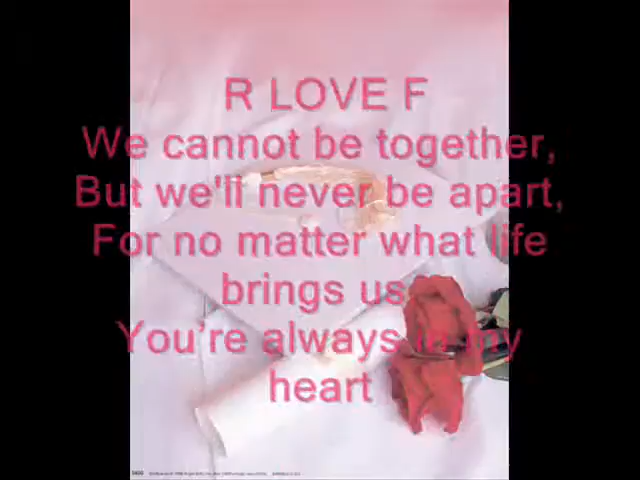 R LOVE F
We cannot be together,
But we'll never be apart,
For no matter what life
brings us
You’re always in my
heart